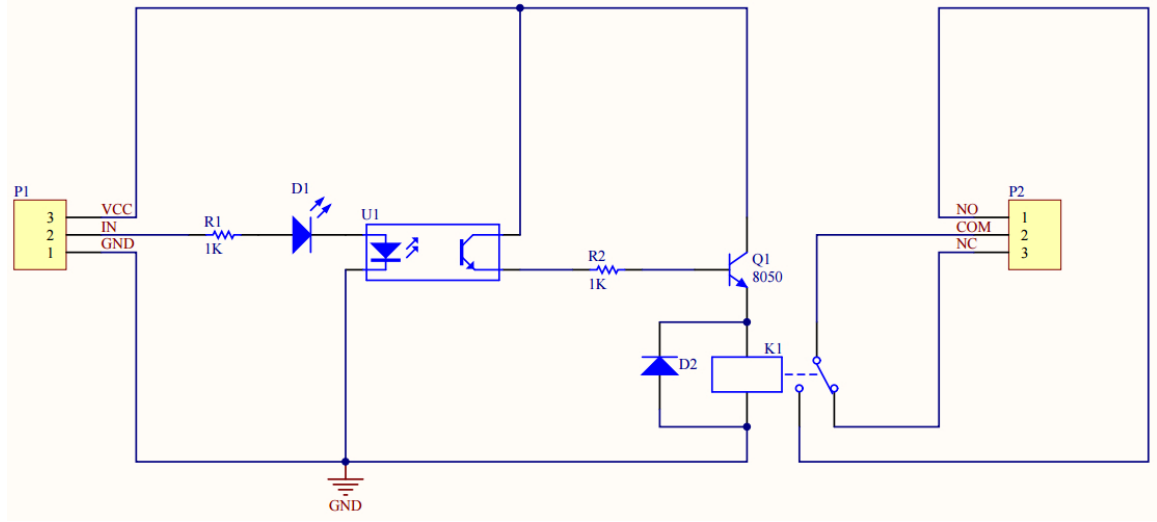 P1
3 VCC
2 IN
1 GND
R1
1K
D1
U1
R2
1K
Q1
8050
D2
K1
GND
P2
NO 1
COM 2
NC 3